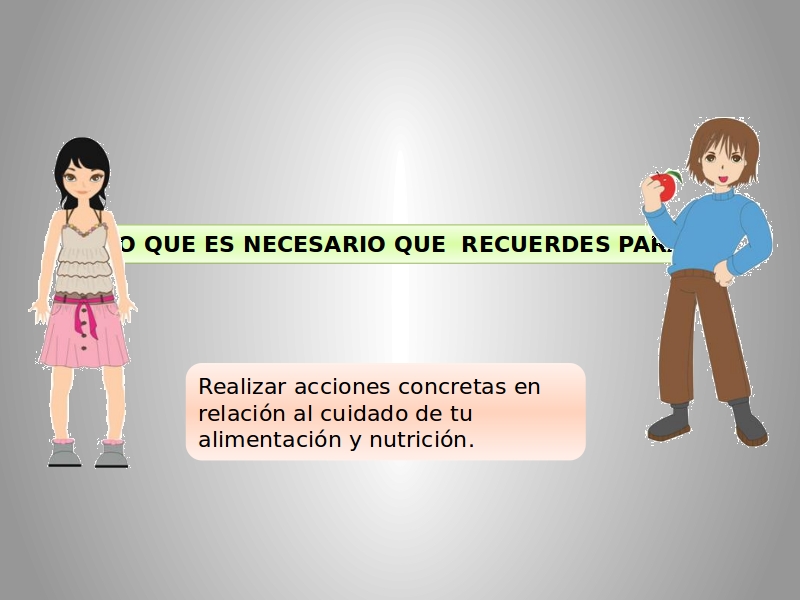 O QUE ES NECESARIO QUE RECUERDES PAR
Realizar acciones concretas en
relación al cuidado de tu
alimentación y nutrición.